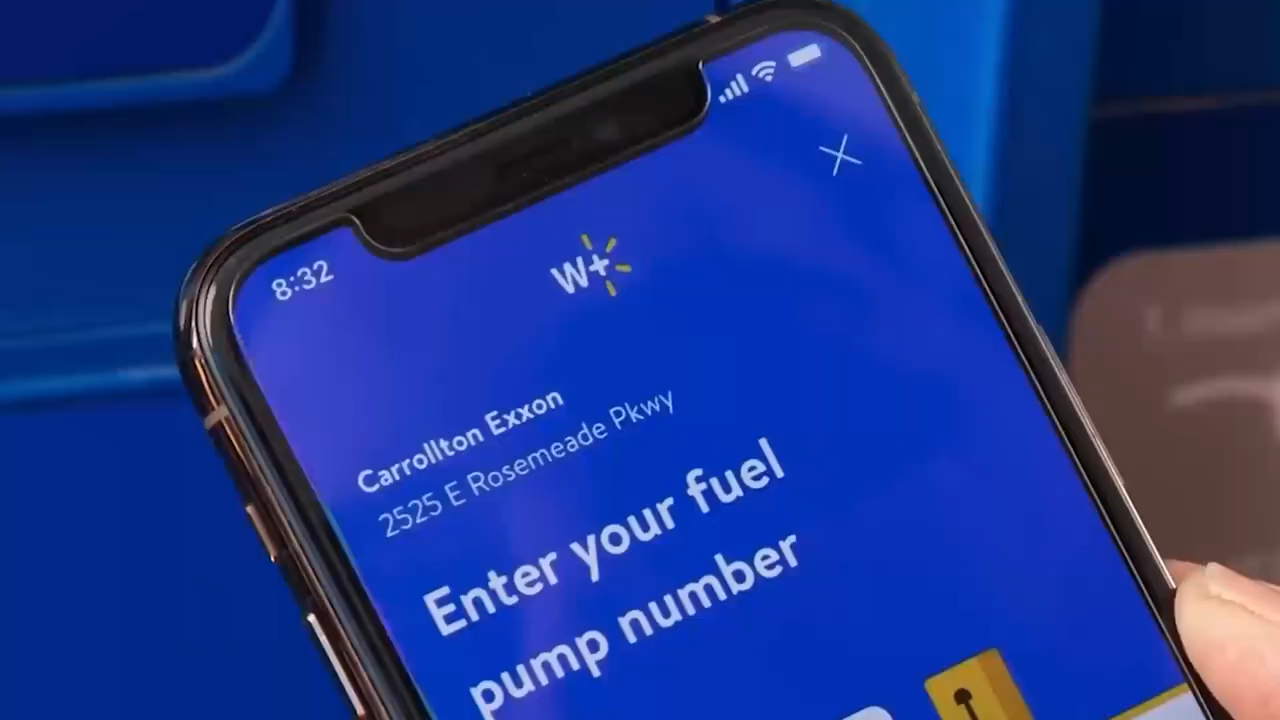 8:32
W+
Carrollton Exxon
2525 E Rosemeade Pkwy
Enter your fuel
pump number